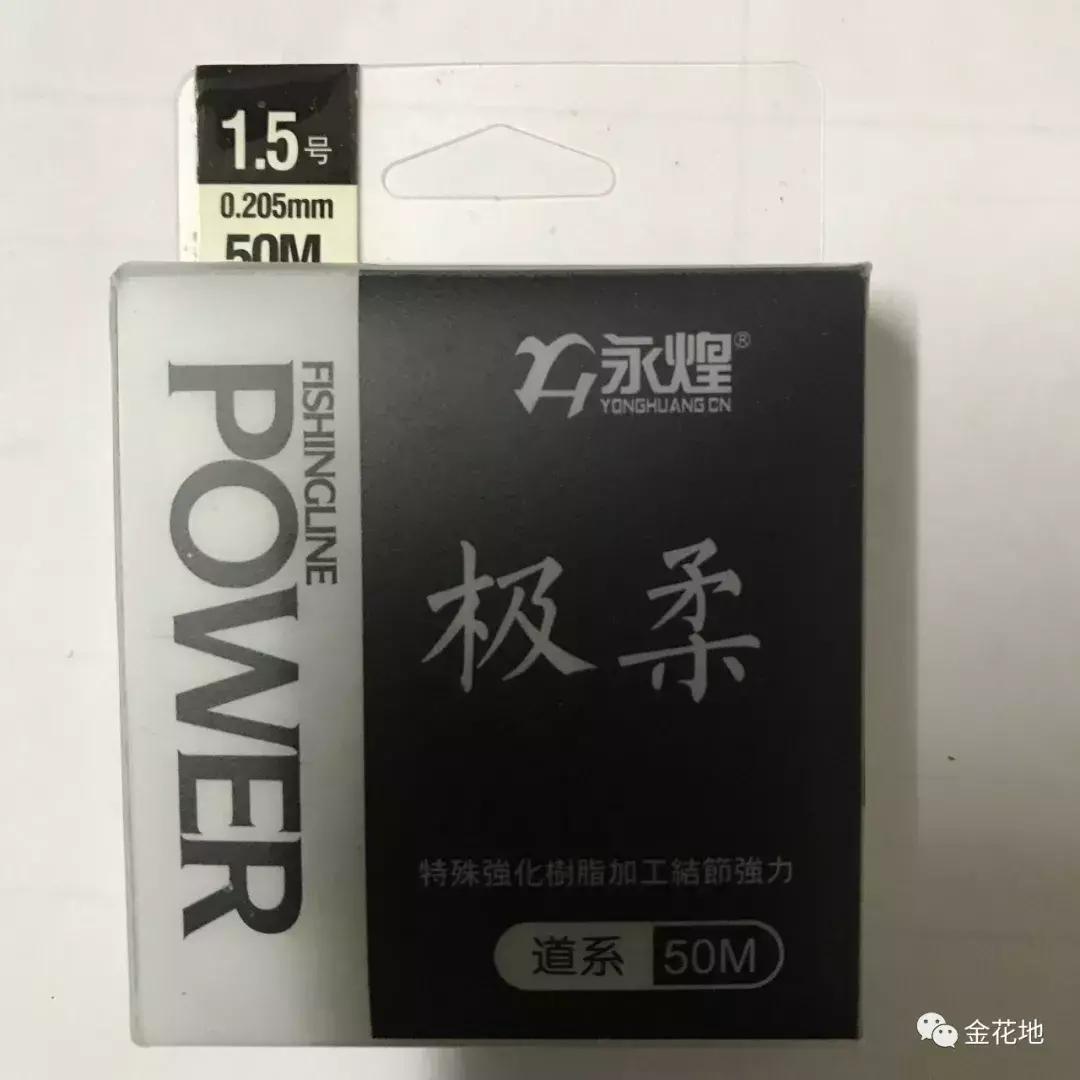 1.5号
0.205mm
50M
永煌®
YONGHUANG CN
FISHINGLINE
POWER
极柔
特殊強化樹脂加工結節強力
道系 50M
金花地